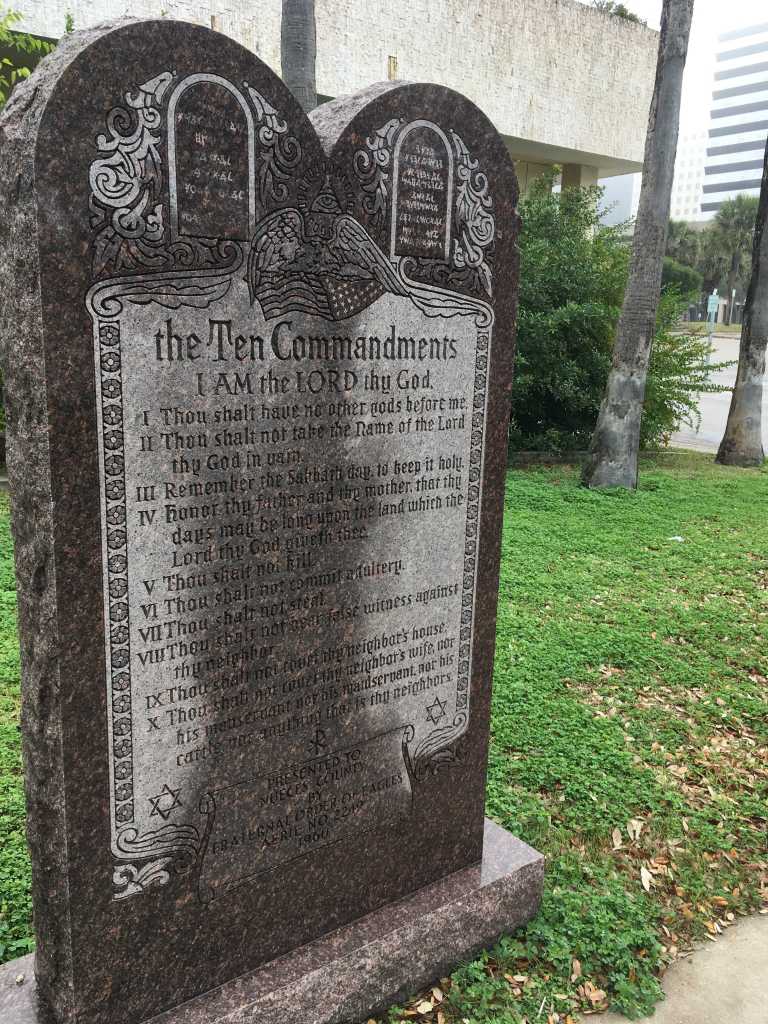 the Ten Commandments
I AM the LORD thy God.
I Thou shalt have no other gods before me.
II Thou shalt not take the Name of the Lord
thy God in vain.
III Remember the Sabbath day, to keep it holy.
IV Honor thy father and thy mother, that thy
days may be long upon the land which the
Lord thy God giveth thee.
V Thou shalt not kill.
VI Thou shalt not commit adultery.
VII Thou shalt not steal.
VIII Thou shalt not bear false witness against
thy neighbor.
IX Thou shalt not covet thy neighbor's house.
X Thou shalt not covet thy neighbor's wife, nor
his manservant nor his maidservant, nor his
cattle nor anything that is thy neighbors.
PRESENTED TO
NUECES COUNTY
BY
FRATERNAL ORDER OF EAGLES
AERIE NO. 2249
1960